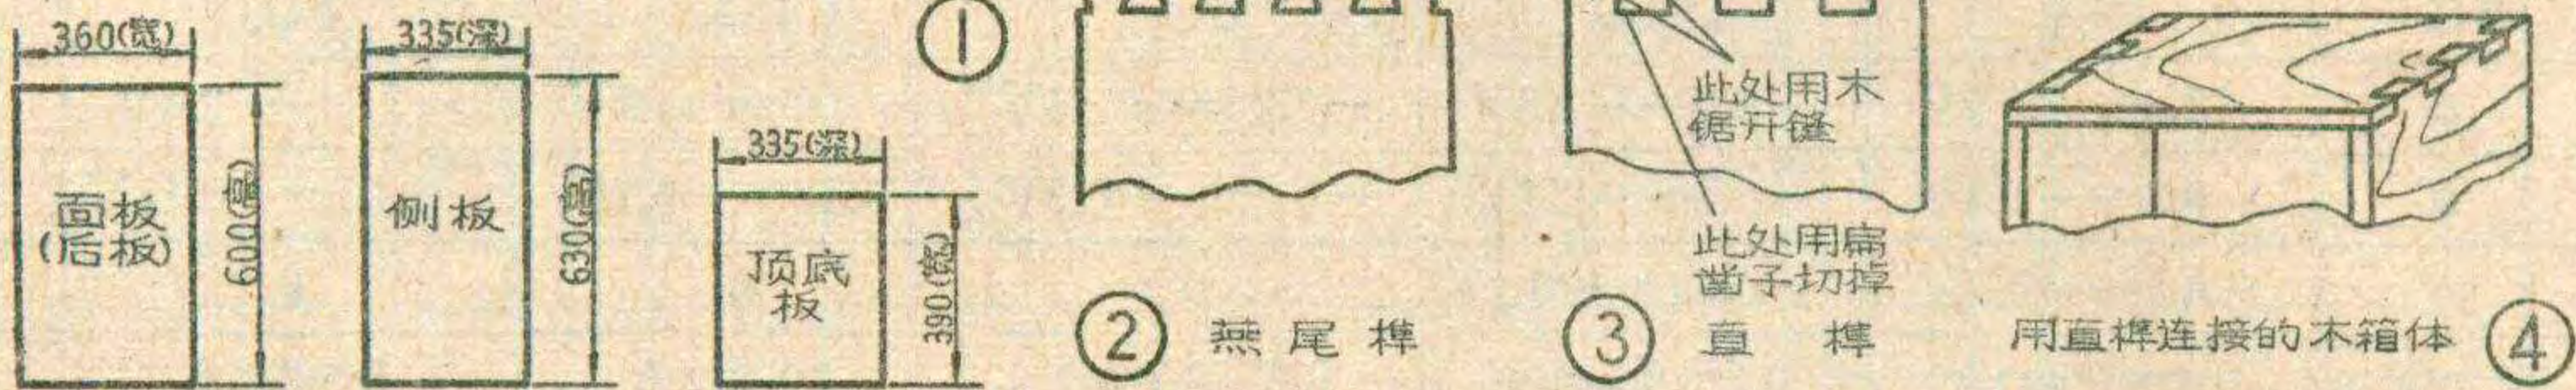 360(宽)
600(高)
面板
(后板)
335(深)
630(高)
侧板
335(深)
390(宽)
顶底
板
①
② 燕尾榫
此处用木
锯开缝
此处用扁
凿子切掉
③ 直榫
用直榫连接的木箱体 ④